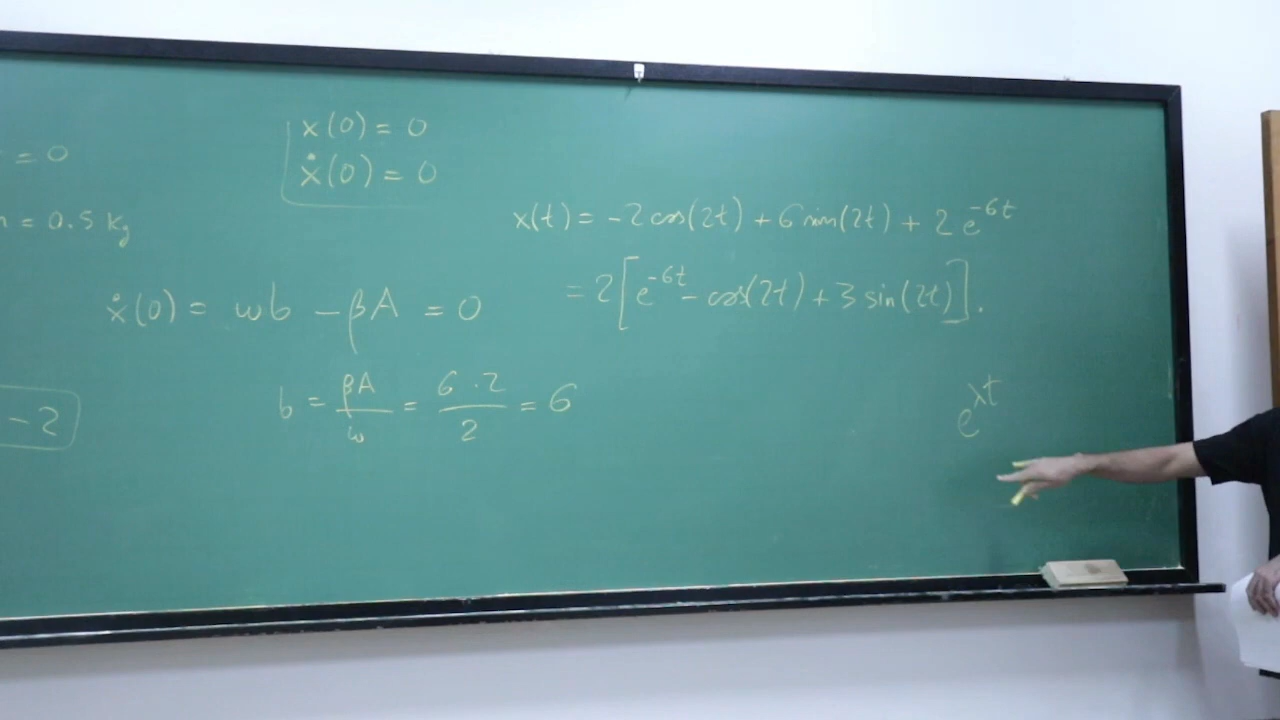 = 0
= 0.5 Kg
ẋ(0) = ωb − βA = 0
−2
x(0) = 0
ẋ(0) = 0
b = βA/ω = 6·2/2 = 6
x(t) = −2 cos(2t) + 6 sin(2t) + 2 e^{−6t}
= 2[e^{−6t} − cos(2t) + 3 sin(2t)].
e^{λt}